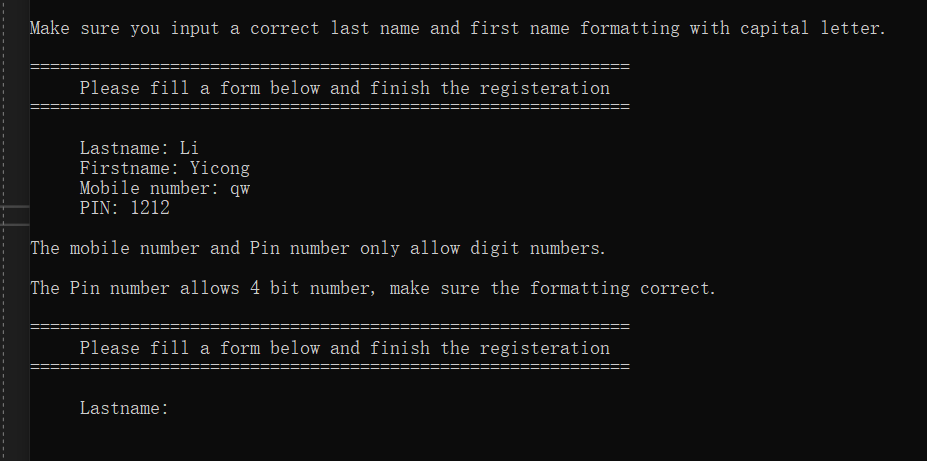 Make sure you input a correct last name and first name formatting with capital letter.
============================================================
Please fill a form below and finish the registeration
============================================================
Lastname: Li
Firstname: Yicong
Mobile number: qw
PIN: 1212
The mobile number and Pin number only allow digit numbers.
The Pin number allows 4 bit number, make sure the formatting correct.
============================================================
Please fill a form below and finish the registeration
============================================================
Lastname: